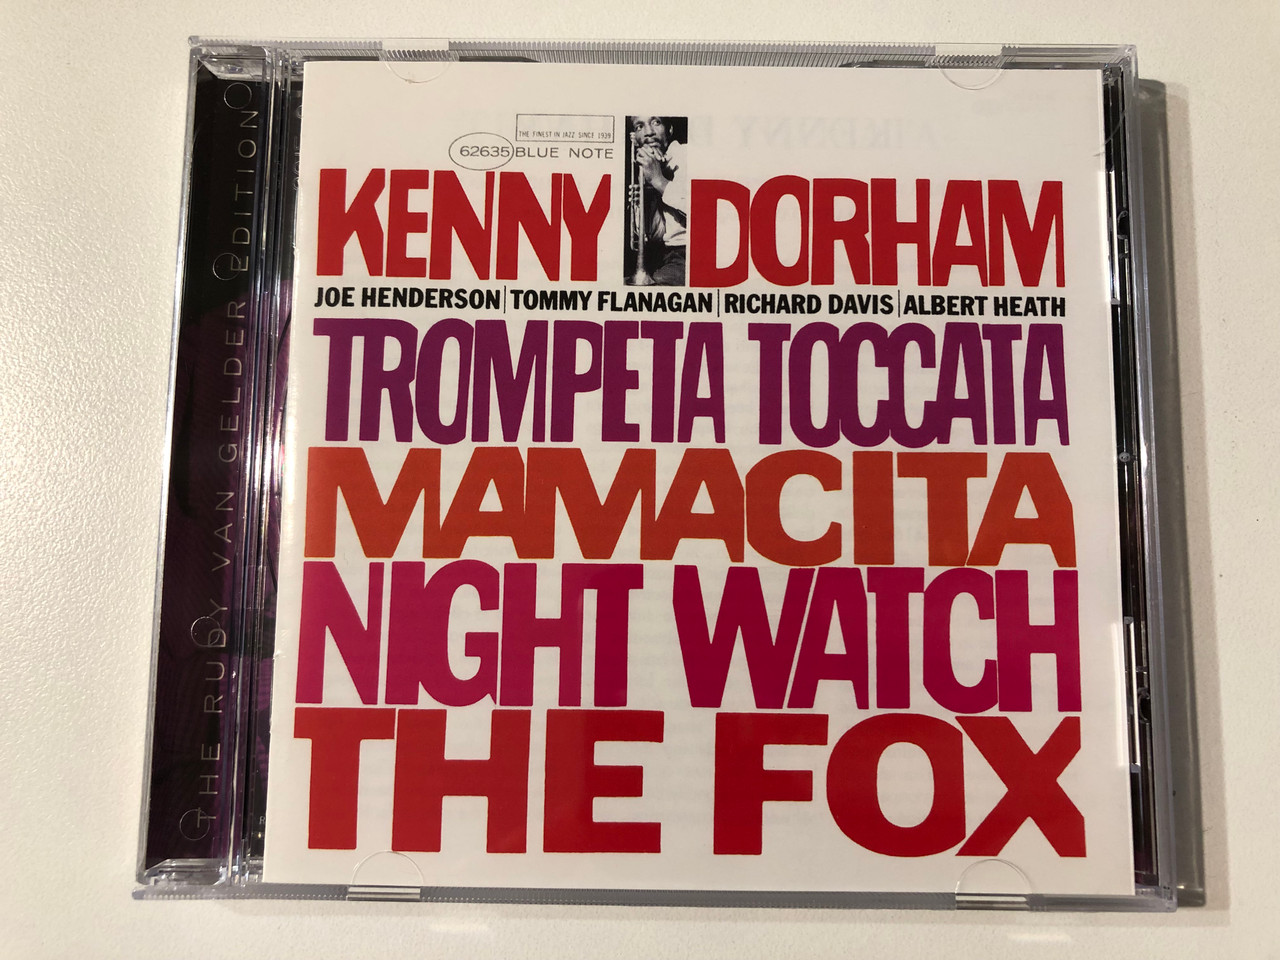 THE RUDY VAN GELDER EDITION
THE FINEST IN JAZZ SINCE 1939
62635 BLUE NOTE
KENNY DORHAM
JOE HENDERSON | TOMMY FLANAGAN | RICHARD DAVIS | ALBERT HEATH
TROMPETA TOCCATA
MAMACITA
NIGHT WATCH
THE FOX